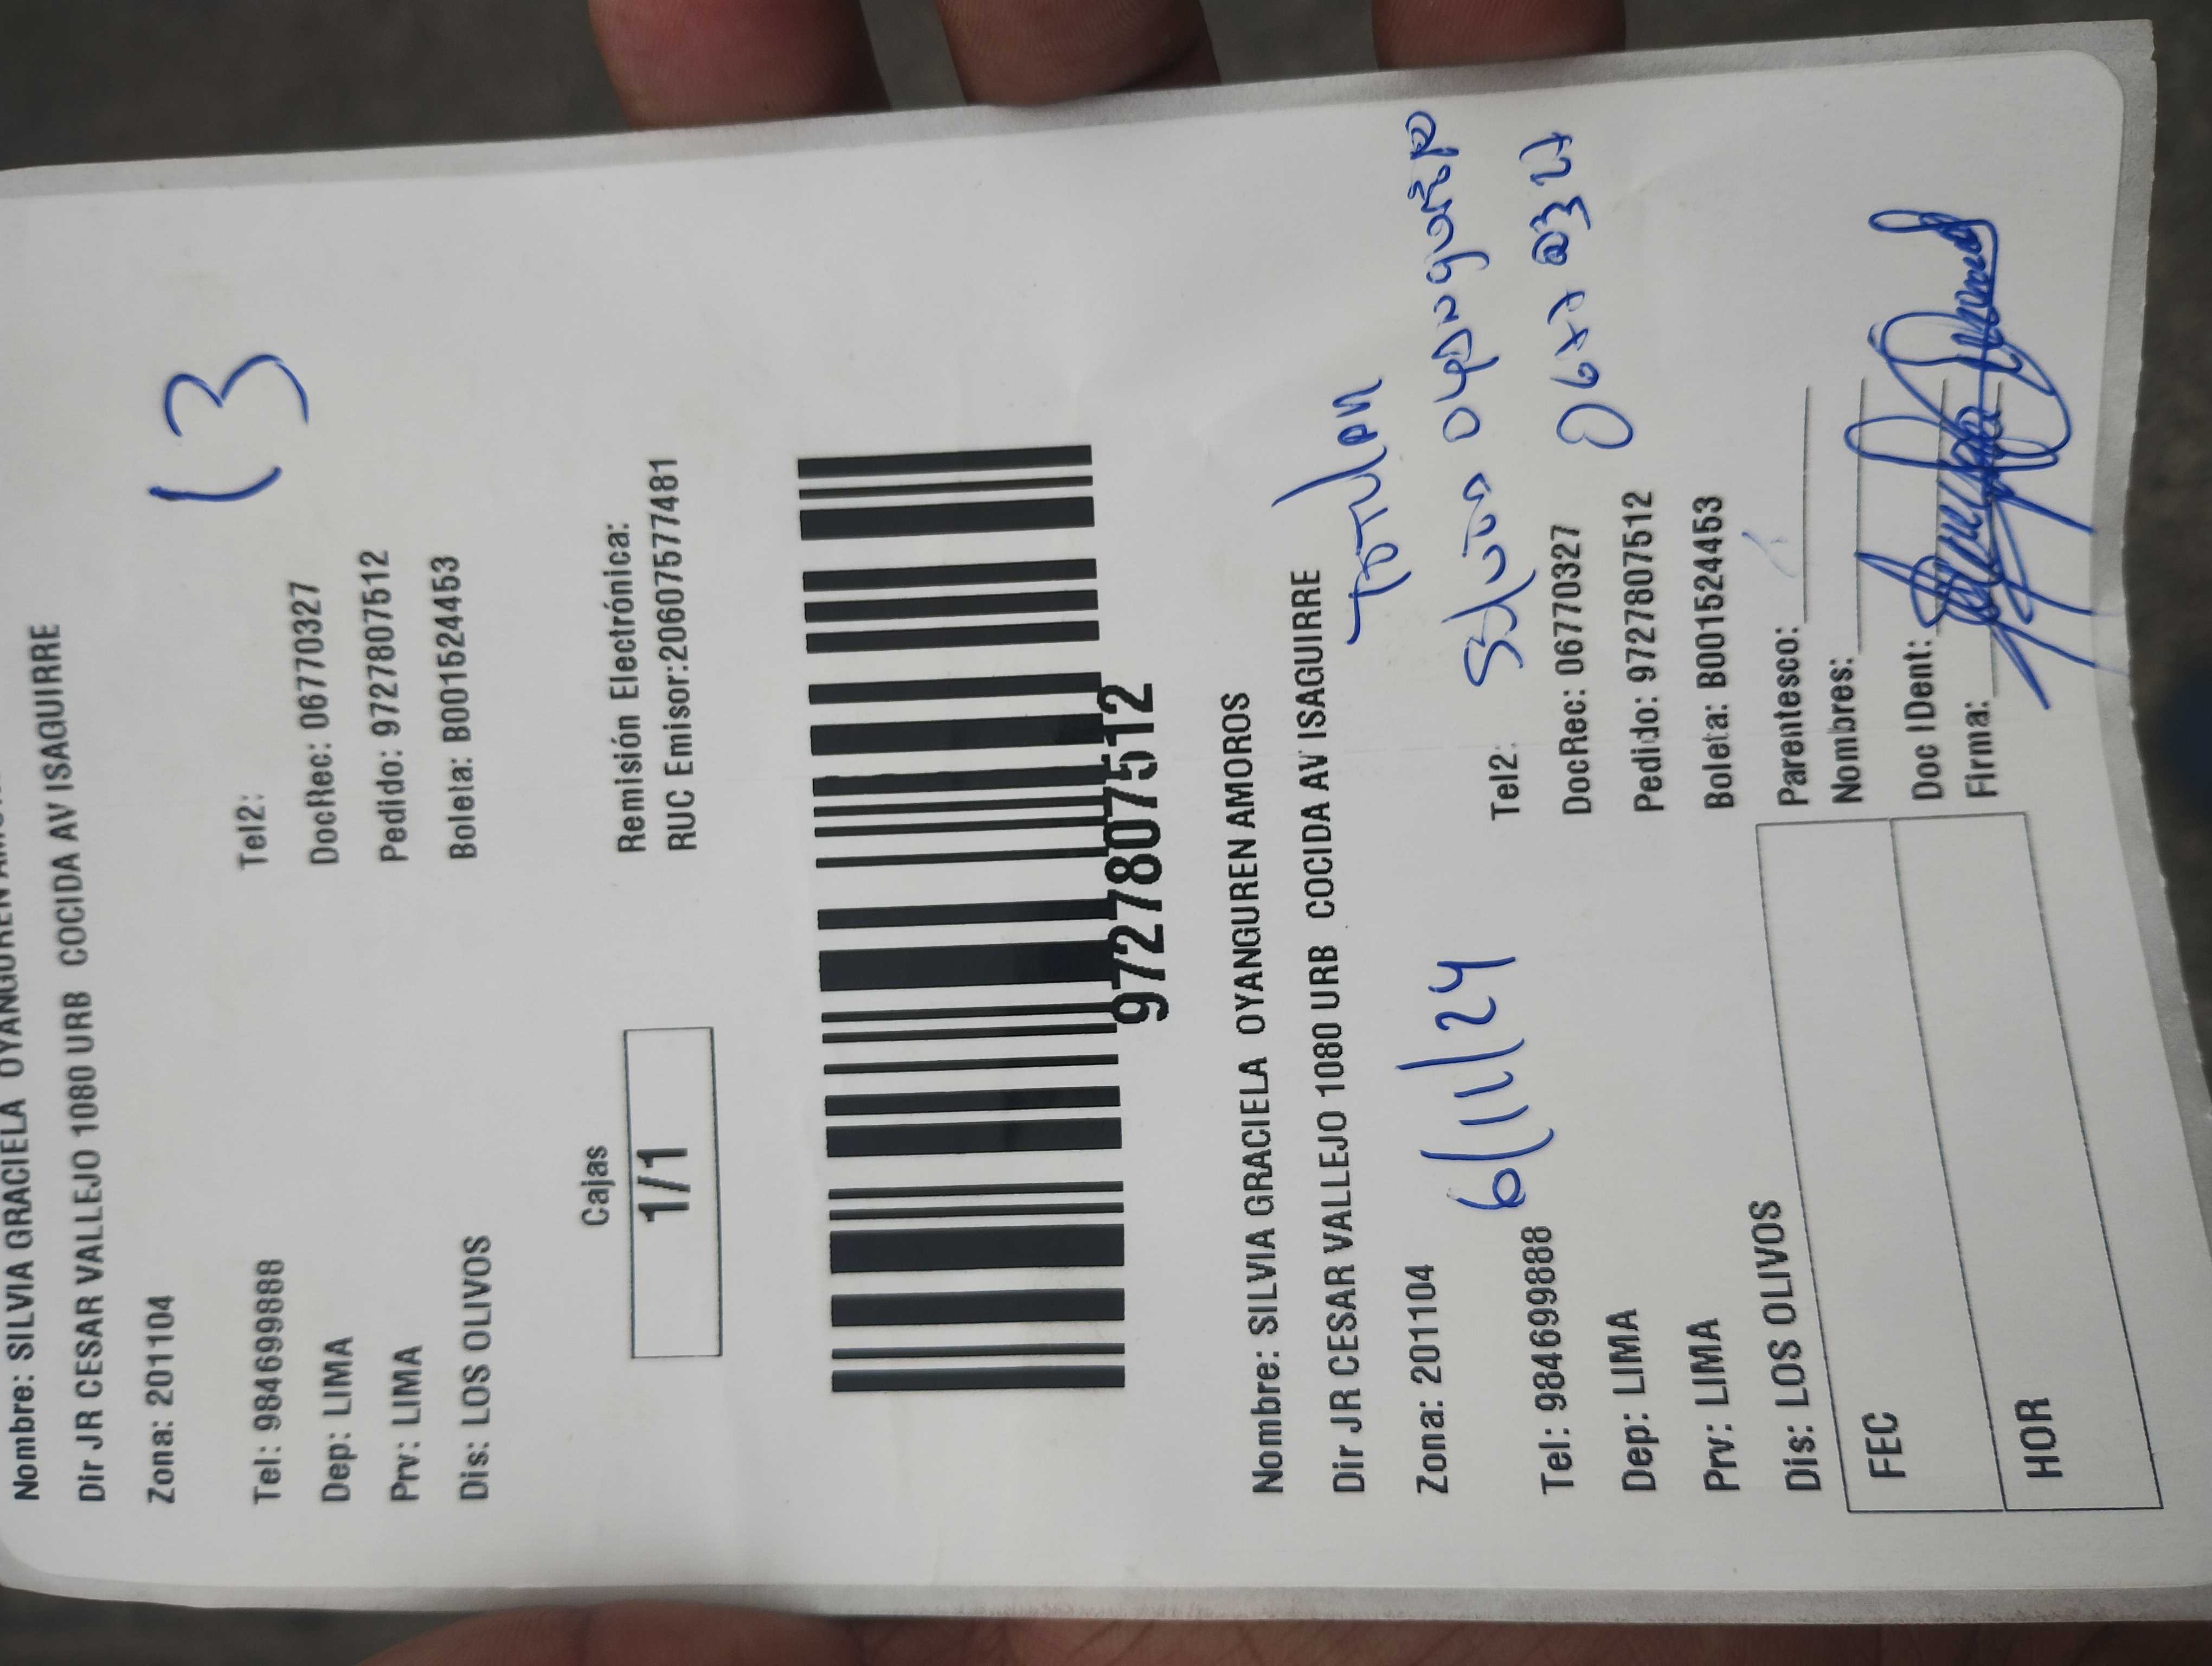 Nombre: SILVIA GRACIELA OYANGUREN
Dir JR CESAR VALLEJO 1080 URB COCIDA AV ISAGUIRRE
Zona: 201104
13
Tel: 984699888 Tel2:
Dep: LIMA DocRec: 06770327
Prv: LIMA Pedido: 9727807512
Dis: LOS OLIVOS Boleta: B001524453
Cajas Remisión Electrónica:
1/1 RUC Emisor:20607577481
9727807512
Nombre: SILVIA GRACIELA OYANGUREN AMOROS
Dir JR CESAR VALLEJO 1080 URB COCIDA AV ISAGUIRRE
Zona: 201104
6/11/24
Tel: 984699888 Tel2:
Dep: LIMA DocRec: 06770327
0677 0327
Prv: LIMA Pedido: 9727807512
Dis: LOS OLIVOS Boleta: B001524453
FEC Parentesco:
Nombres:
HOR Doc IDent:
Firma: